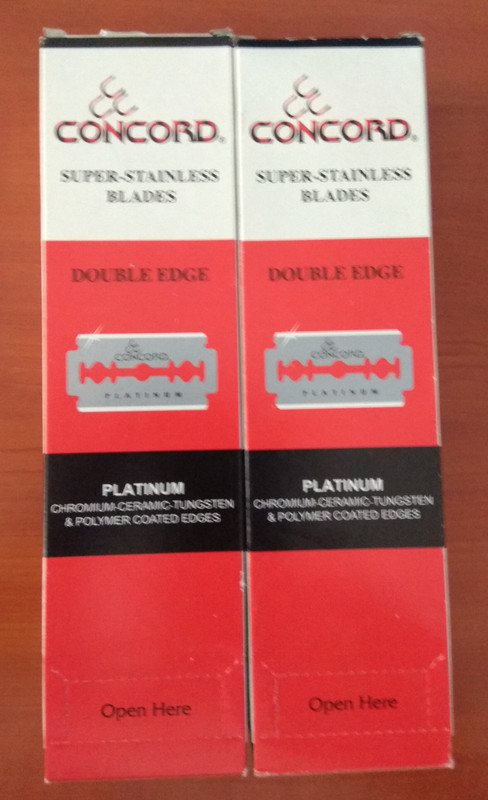 CONCORD®
SUPER-STAINLESS
BLADES
DOUBLE EDGE
CONCORD
PLATINUM
PLATINUM
CHROMIUM-CERAMIC-TUNGSTEN
& POLYMER COATED EDGES
Open Here
CONCORD®
SUPER-STAINLESS
BLADES
DOUBLE EDGE
CONCORD
PLATINUM
PLATINUM
CHROMIUM-CERAMIC-TUNGSTEN
& POLYMER COATED EDGES
Open Here